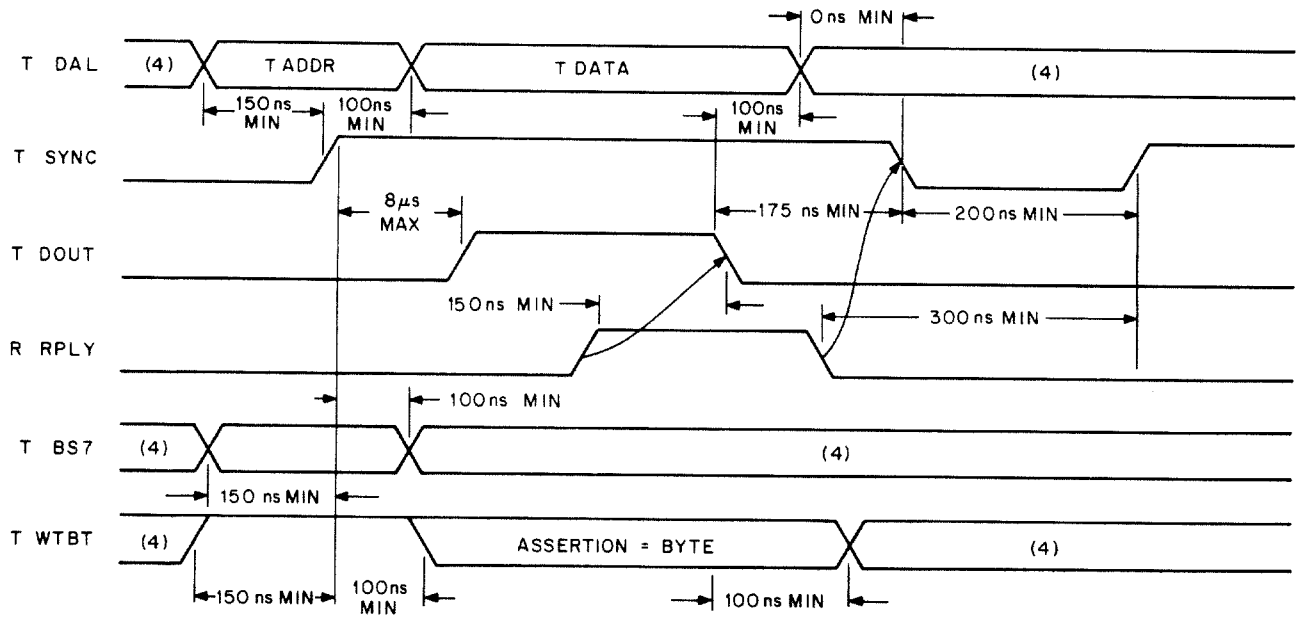 0ns MIN
T DAL (4) T ADDR T DATA (4)
150ns MIN
100ns MIN
100ns MIN
T SYNC
8µs MAX
175 ns MIN
200ns MIN
T DOUT
150ns MIN
300ns MIN
R RPLY
100ns MIN
T BS7 (4) (4)
150 ns MIN
T WTBT (4) ASSERTION = BYTE (4)
150ns MIN
100ns MIN
100ns MIN